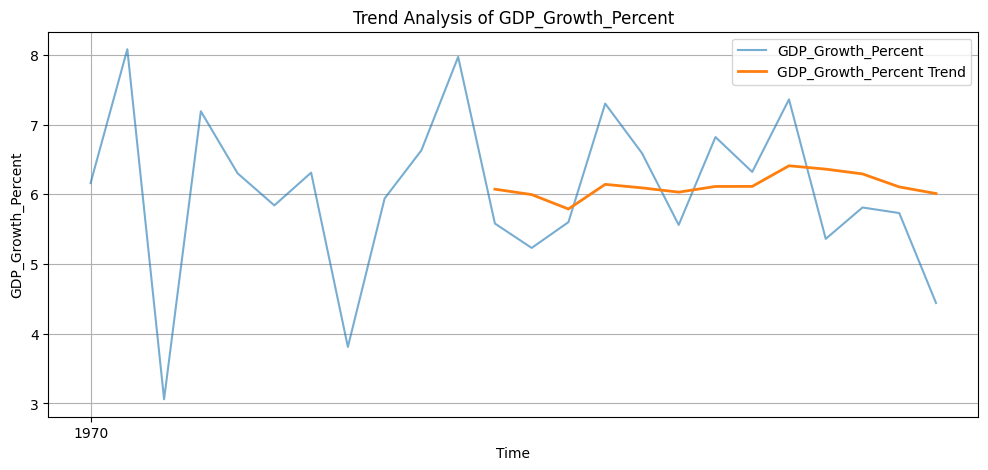 Trend Analysis of GDP_Growth_Percent
GDP_Growth_Percent
GDP_Growth_Percent Trend
8
7
6
5
4
3
GDP_Growth_Percent
1970
Time